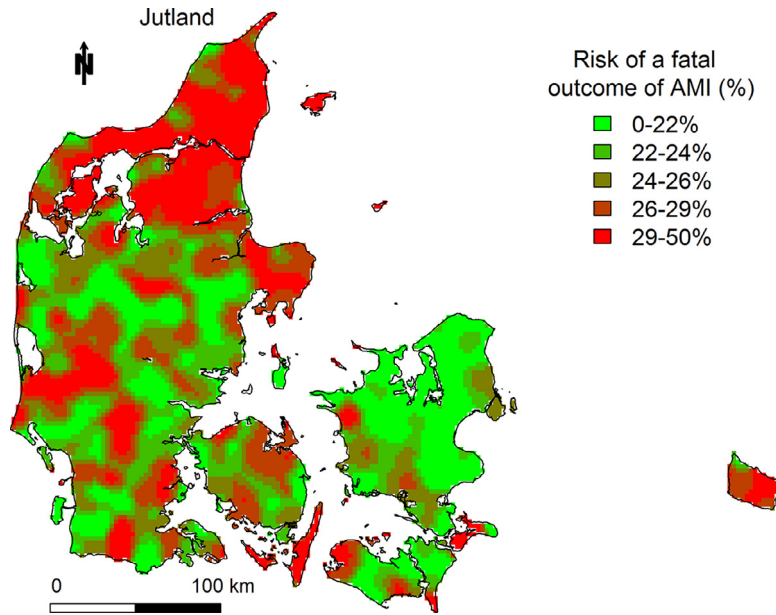 Jutland
N
Risk of a fatal
outcome of AMI (%)
0-22%
22-24%
24-26%
26-29%
29-50%
0 100 km